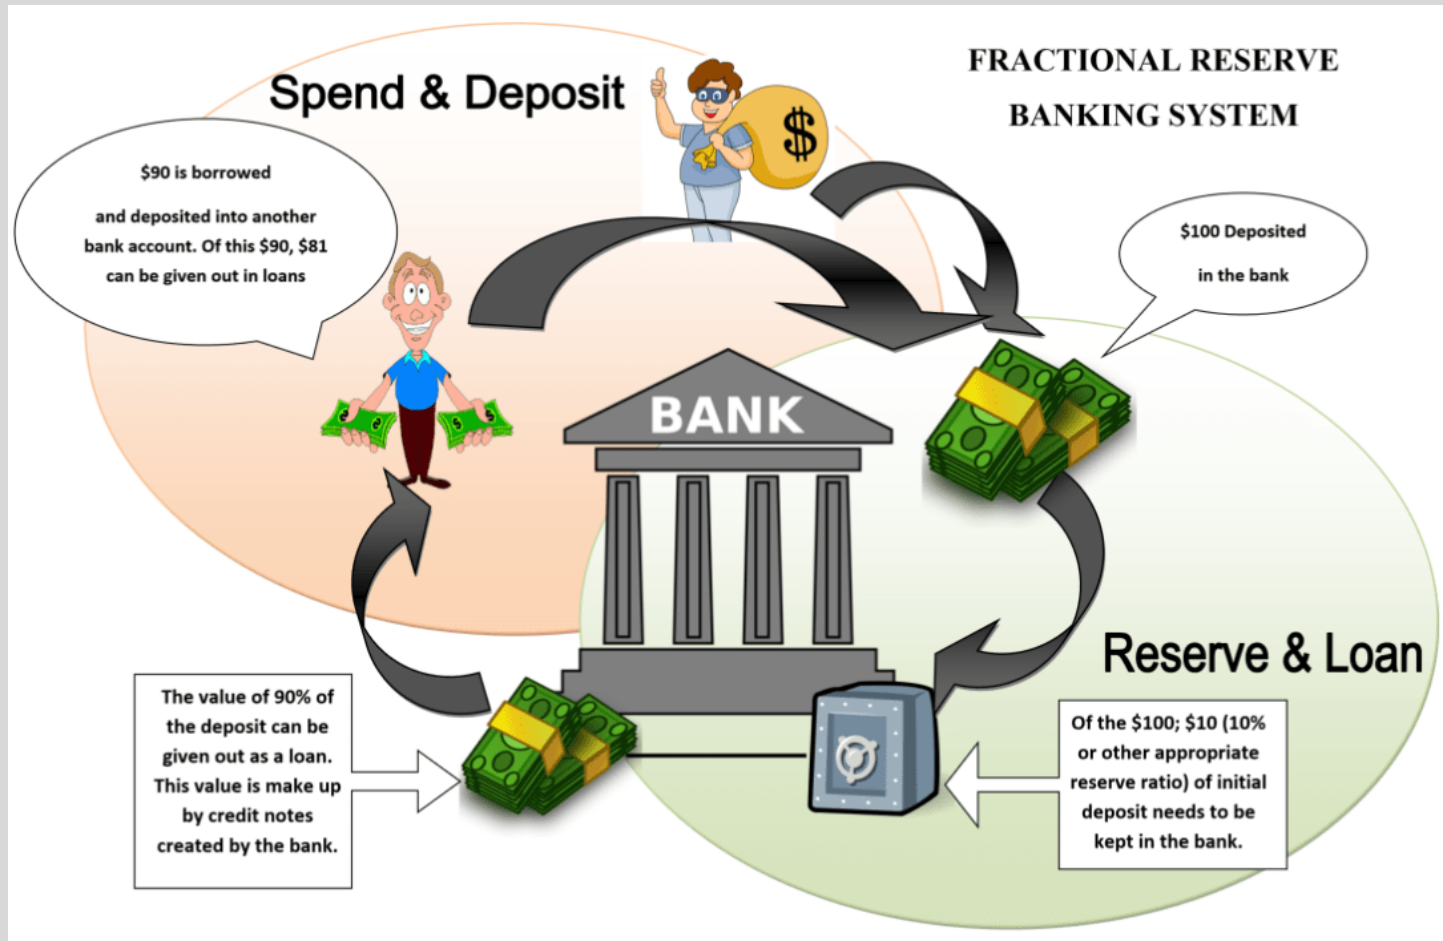 FRACTIONAL RESERVE
BANKING SYSTEM
Spend & Deposit
$
$90 is borrowed
and deposited into another
bank account. Of this $90, $81
can be given out in loans
$100 Deposited
in the bank
$ $
BANK
Reserve & Loan
The value of 90% of
the deposit can be
given out as a loan.
This value is make up
by credit notes
created by the bank.
Of the $100; $10 (10%
or other appropriate
reserve ratio) of initial
deposit needs to be
kept in the bank.